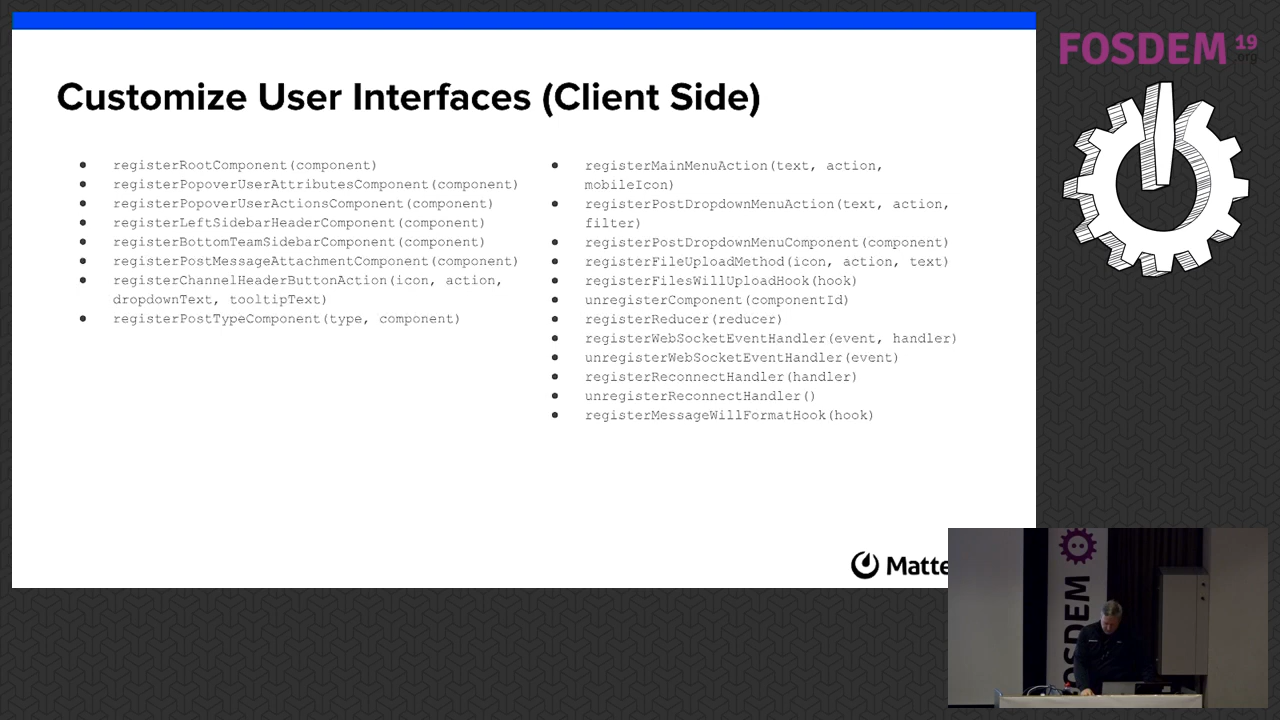 Customize User Interfaces (Client Side)
registerRootComponent(component)
registerPopoverUserAttributesComponent(component)
registerPopoverUserActionsComponent(component)
registerLeftSidebarHeaderComponent(component)
registerBottomTeamSidebarComponent(component)
registerPostMessageAttachmentComponent(component)
registerChannelHeaderButtonAction(icon, action,
dropdownText, tooltipText)
registerPostTypeComponent(type, component)
registerMainMenuAction(text, action,
mobileIcon)
registerPostDropdownMenuAction(text, action,
filter)
registerPostDropdownMenuComponent(component)
registerFileUploadMethod(icon, action, text)
registerFilesWillUploadHook(hook)
unregisterComponent(componentId)
registerReducer(reducer)
registerWebSocketEventHandler(event, handler)
unregisterWebSocketEventHandler(event)
registerReconnectHandler(handler)
unregisterReconnectHandler()
registerMessageWillFormatHook(hook)
Matte
FOSDEM 19
.org
FOSDEM